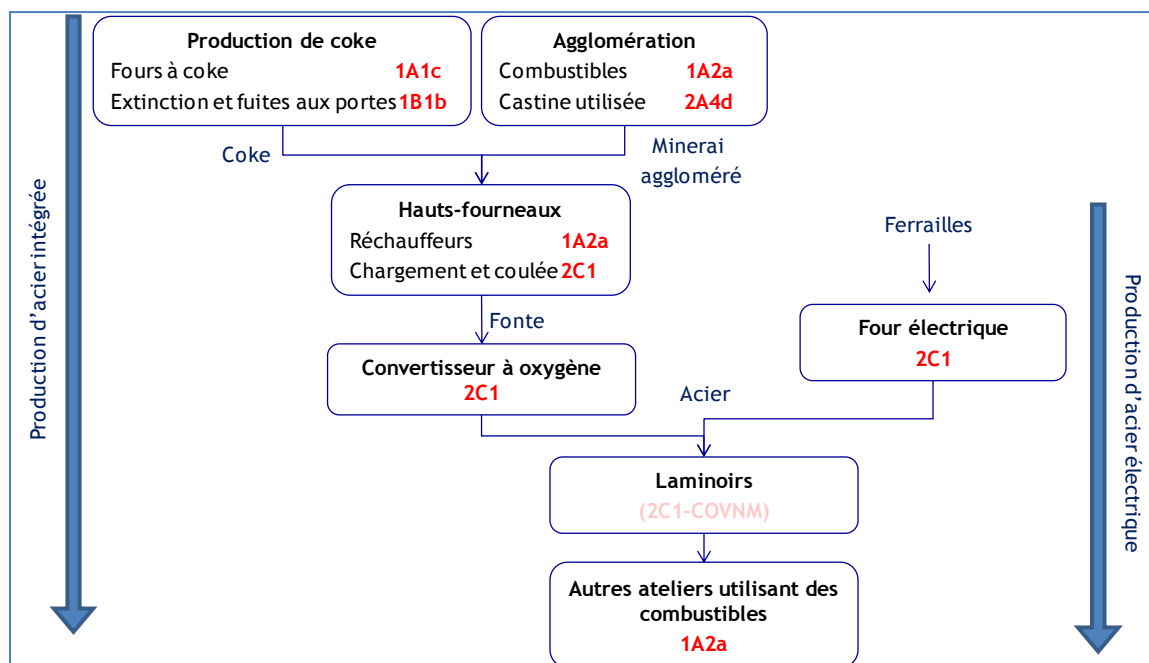 Production de coke
Fours à coke 1A1c
Extinction et fuites aux portes 1B1b
Agglomération
Combustibles 1A2a
Castine utilisée 2A4d
Coke
Minerai
aggloméré
Production d'acier intégrée
Hauts-fourneaux
Réchauffeurs 1A2a
Chargement et coulée 2C1
Ferrailles
Fonte
Four électrique
2C1
Production d'acier électrique
Convertisseur à oxygène
2C1
Acier
Laminoirs
(2C1-COVNM)
Autres ateliers utilisant des
combustibles
1A2a